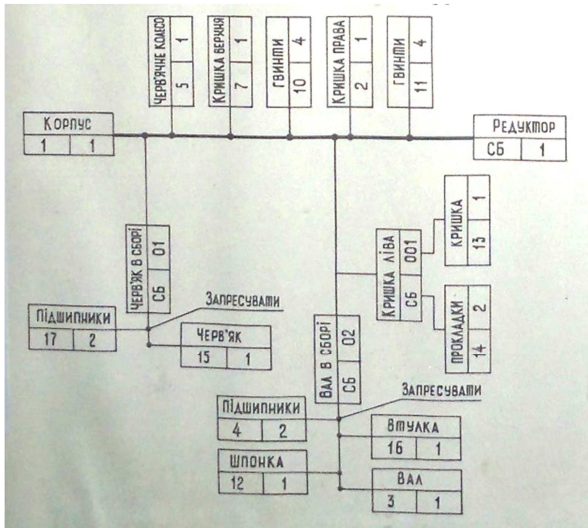 ЧЕРВ'ЯЧНЕ КОЛЕСО
5 1
КРИШКА ВЕРХНЯ
7 1
ГВИНТИ
10 4
КРИШКА ПРАВА
2 1
ГВИНТИ
11 4
КОРПУС
1 1
РЕДУКТОР
СБ 1
ЧЕРВ'ЯК В СБОРІ
СБ 01
КРИШКА ЛІВА
СБ 001
КРИШКА
13 1
ПРОКЛАДКИ
14 2
ЗАПРЕСУВАТИ
ПІДШИПНИКИ
17 2
ЧЕРВ'ЯК
15 1
ВАЛ В СБОРІ
СБ 02
ЗАПРЕСУВАТИ
ПІДШИПНИКИ
4 2
ВТУЛКА
16 1
ШПОНКА
12 1
ВАЛ
3 1